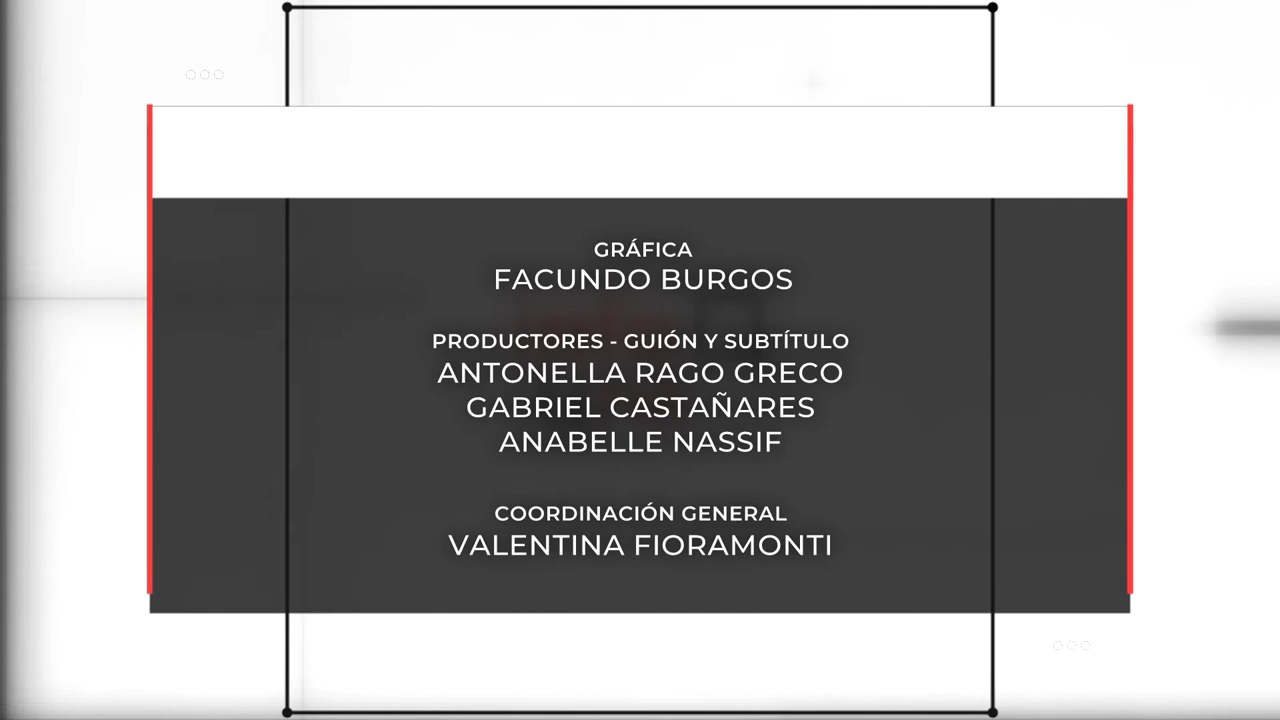 GRÁFICA
FACUNDO BURGOS
PRODUCTORES - GUIÓN Y SUBTÍTULO
ANTONELLA RAGO GRECO
GABRIEL CASTAÑARES
ANABELLE NASSIF
COORDINACIÓN GENERAL
VALENTINA FIORAMONTI